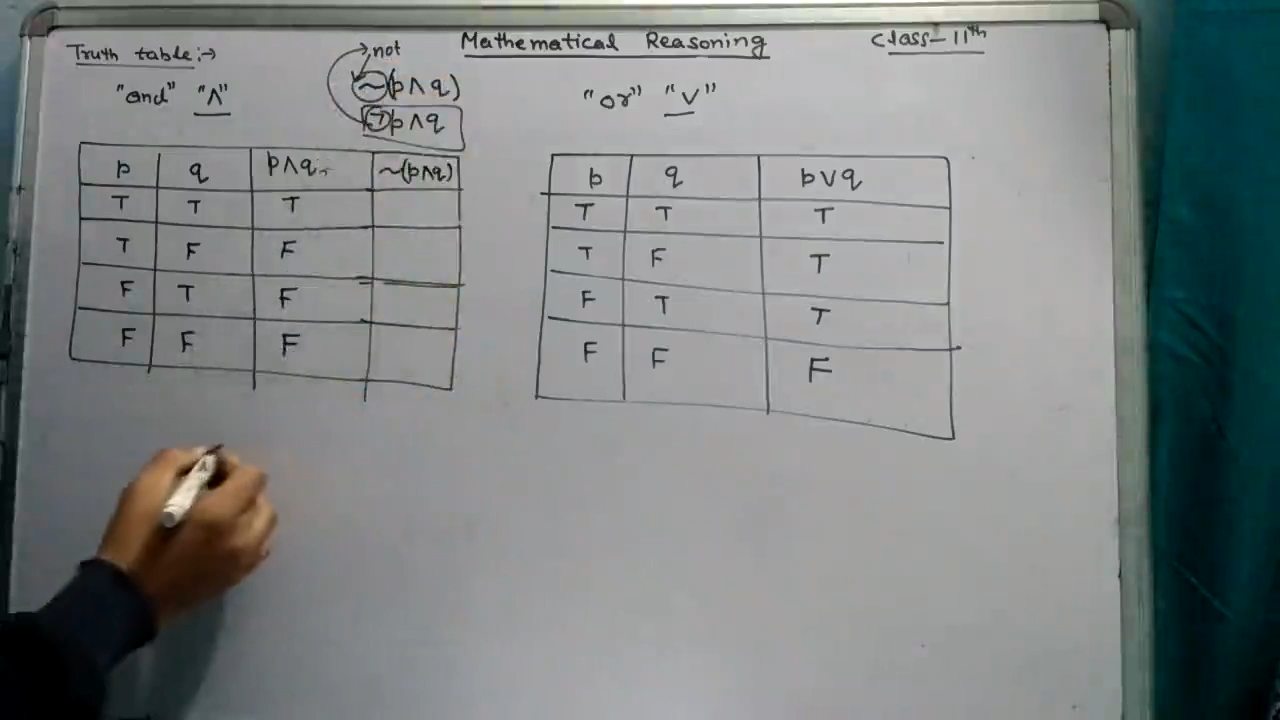 Mathematical Reasoning
Class-11th
Truth table:→
"and" "∧"
not
~(p∧q)
¬p∧q
"or" "∨"
p q p∧q ~(p∧q)
T T T
T F F
F T F
F F F
p q p∨q
T T T
T F T
F T T
F F F